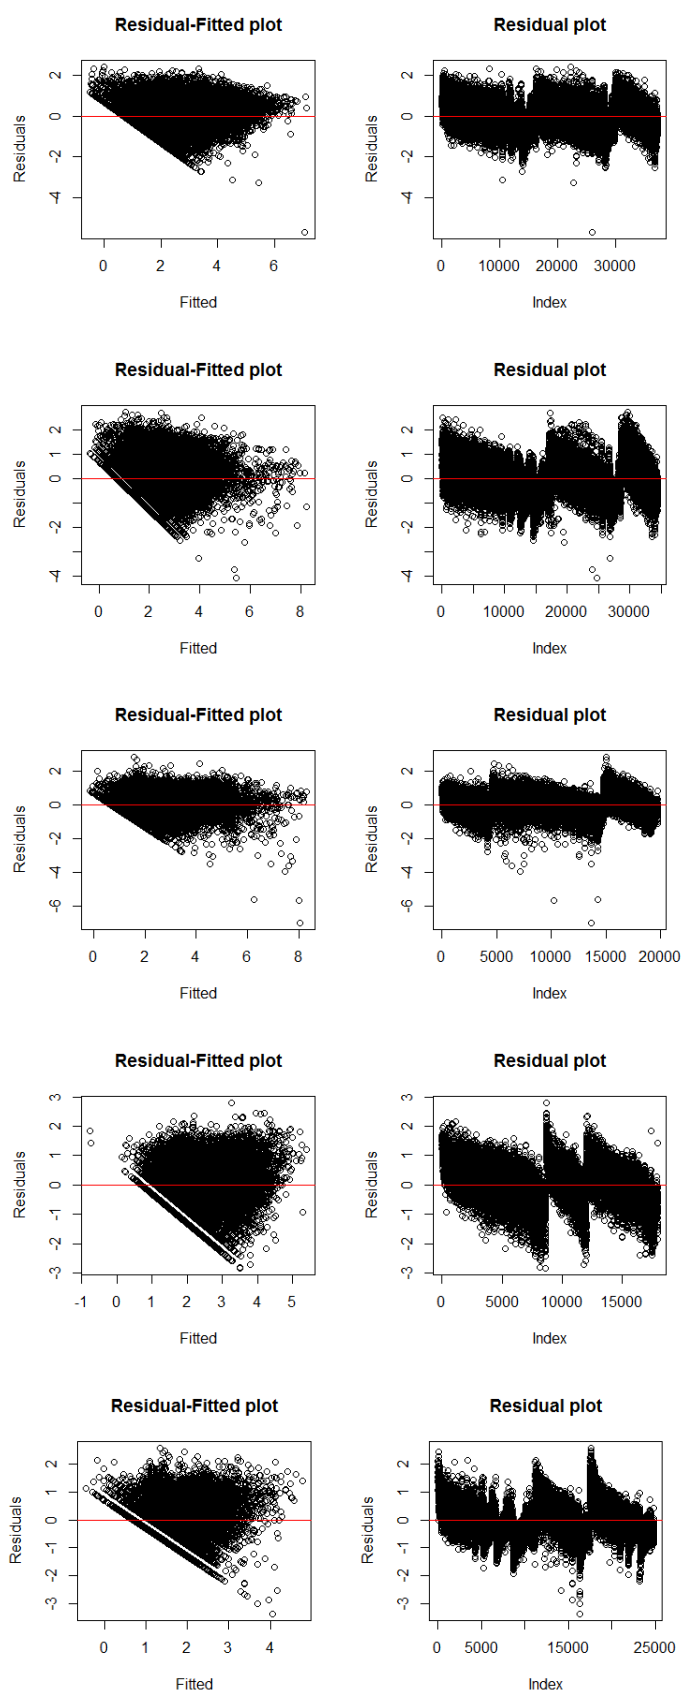 Residual-Fitted plot Residual plot
Residuals Residuals
2 2
0 0
-2 -2
-4 -4
0 2 4 6 0 10000 20000 30000
Fitted Index
Residual-Fitted plot Residual plot
Residuals Residuals
2 2
1 1
0 0
-2 -2
-4 -4
0 2 4 6 8 0 10000 20000 30000
Fitted Index
Residual-Fitted plot Residual plot
Residuals Residuals
2 2
0 0
-2 -2
-4 -4
-6 -6
0 2 4 6 8 0 5000 10000 15000 20000
Fitted Index
Residual-Fitted plot Residual plot
Residuals Residuals
3 3
2 2
1 1
0 0
-1 -1
-2 -2
-3 -3
-1 0 1 2 3 4 5 0 5000 10000 15000
Fitted Index
Residual-Fitted plot Residual plot
Residuals Residuals
2 2
1 1
0 0
-1 -1
-2 -2
-3 -3
0 1 2 3 4 0 5000 15000 25000
Fitted Index